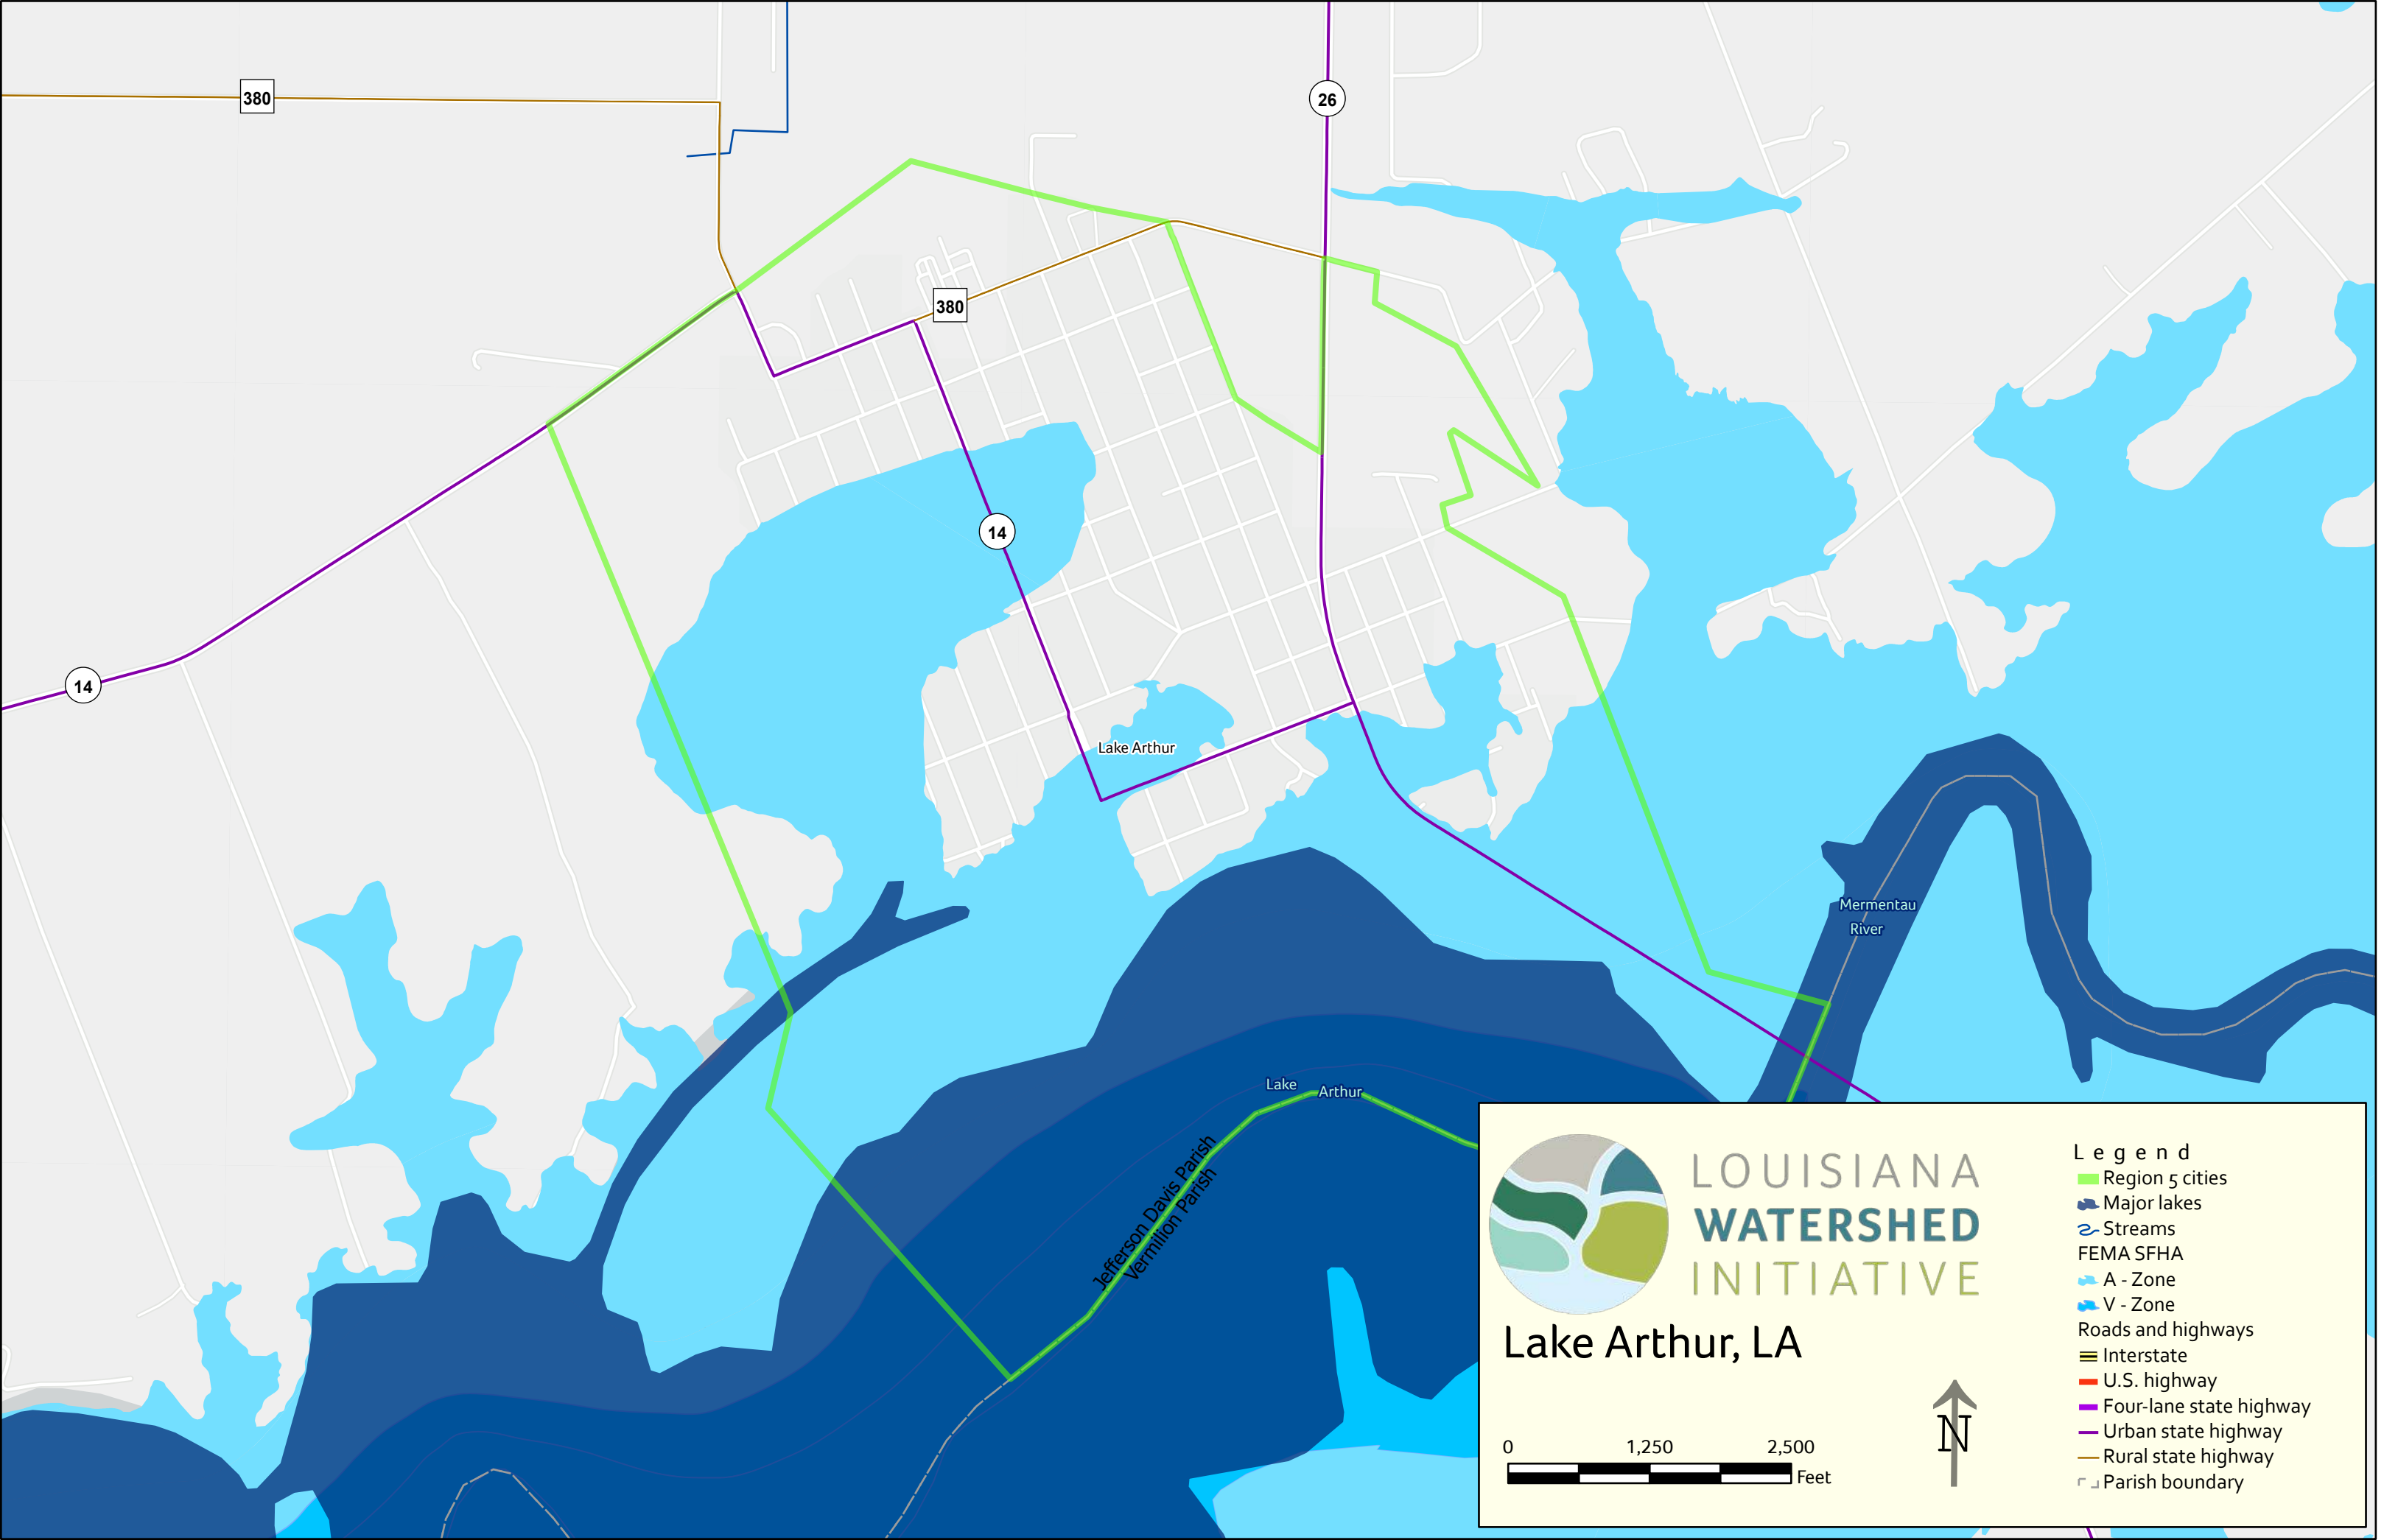 380
26
380
14
14
Lake Arthur
Mermentau
River
Lake Arthur
Jefferson Davis Parish
Vermilion Parish
LOUISIANA
WATERSHED
INITIATIVE
Lake Arthur, LA
0 1,250 2,500
Feet
N
Legend
Region 5 cities
Major lakes
Streams
FEMA SFHA
A - Zone
V - Zone
Roads and highways
Interstate
U.S. highway
Four-lane state highway
Urban state highway
Rural state highway
Parish boundary